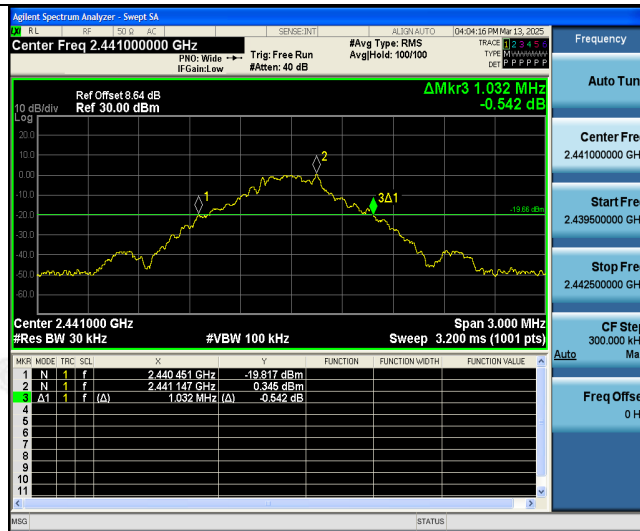 Agilent Spectrum Analyzer - Swept SA
LXI RL RF 50 Ω AC SENSE:INT ALIGN AUTO 04:04:16 PM Mar 13, 2025
Center Freq 2.441000000 GHz
PNO: Wide
IFGain:Low
Trig: Free Run
#Atten: 40 dB
#Avg Type: RMS
Avg|Hold: 100/100
TRACE 1 2 3 4 5 6
TYPE M
DET P P P P P P
ΔMkr3 1.032 MHz
-0.542 dB
Ref Offset 8.64 dB
10 dB/div Ref 30.00 dBm
Log
20.0
10.0
0.00
-10.0
-20.0
-30.0
-40.0
-50.0
-60.0
1
2
3Δ1
-19.66 dBm
Center 2.441000 GHz Span 3.000 MHz
#Res BW 30 kHz #VBW 100 kHz Sweep 3.200 ms (1001 pts)
MKR MODE TRC SCL X Y FUNCTION FUNCTION WIDTH FUNCTION VALUE
1 N 1 f 2.440 451 GHz -19.817 dBm
2 N 1 f 2.441 147 GHz 0.345 dBm
3 Δ1 1 f (Δ) 1.032 MHz (Δ) -0.542 dB
4
5
6
7
8
9
10
11
MSG STATUS
Frequency
Auto Tun
Center Fre
2.441000000 GH
Start Fre
2.439500000 GH
Stop Fre
2.442500000 GH
CF Ste
300.000 kH
Auto Ma
Freq Offse
0 H